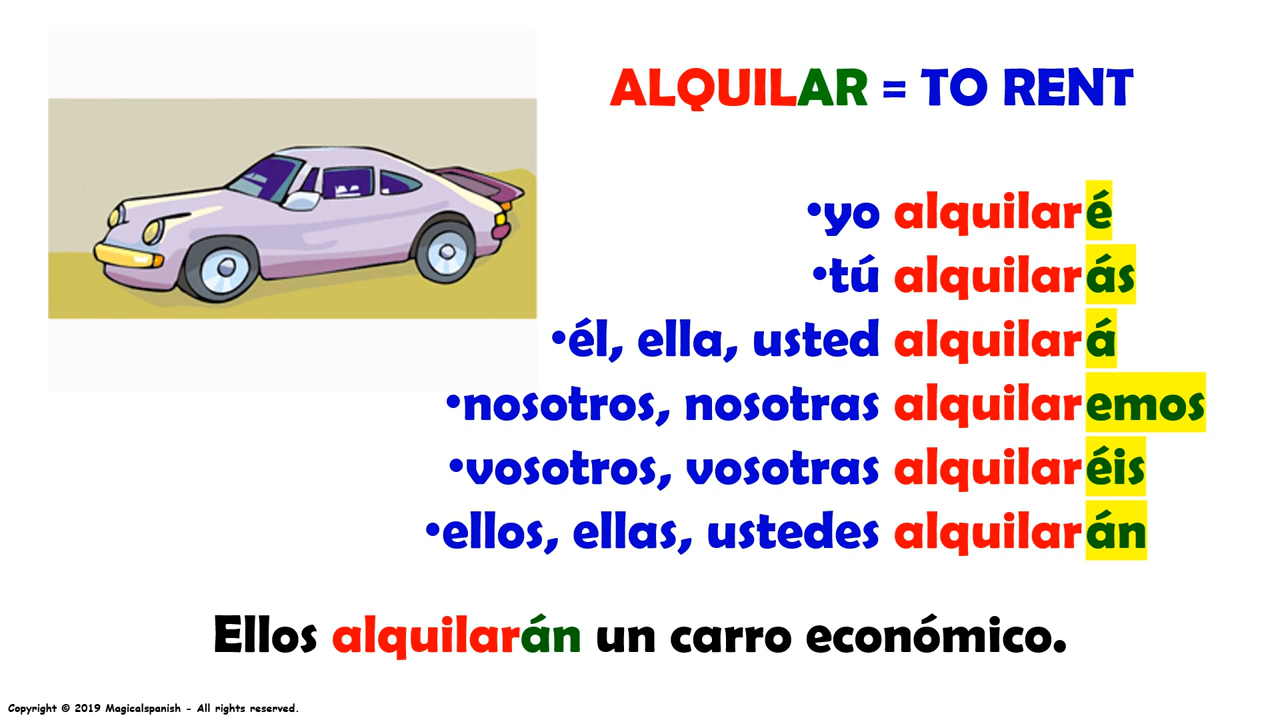 ALQUILAR = TO RENT
•yo alquilaré
•tú alquilarás
•él, ella, usted alquilará
•nosotros, nosotras alquilaremos
•vosotros, vosotras alquilaréis
•ellos, ellas, ustedes alquilarán
Ellos alquilarán un carro económico.
Copyright © 2019 Magicalspanish - All rights reserved.